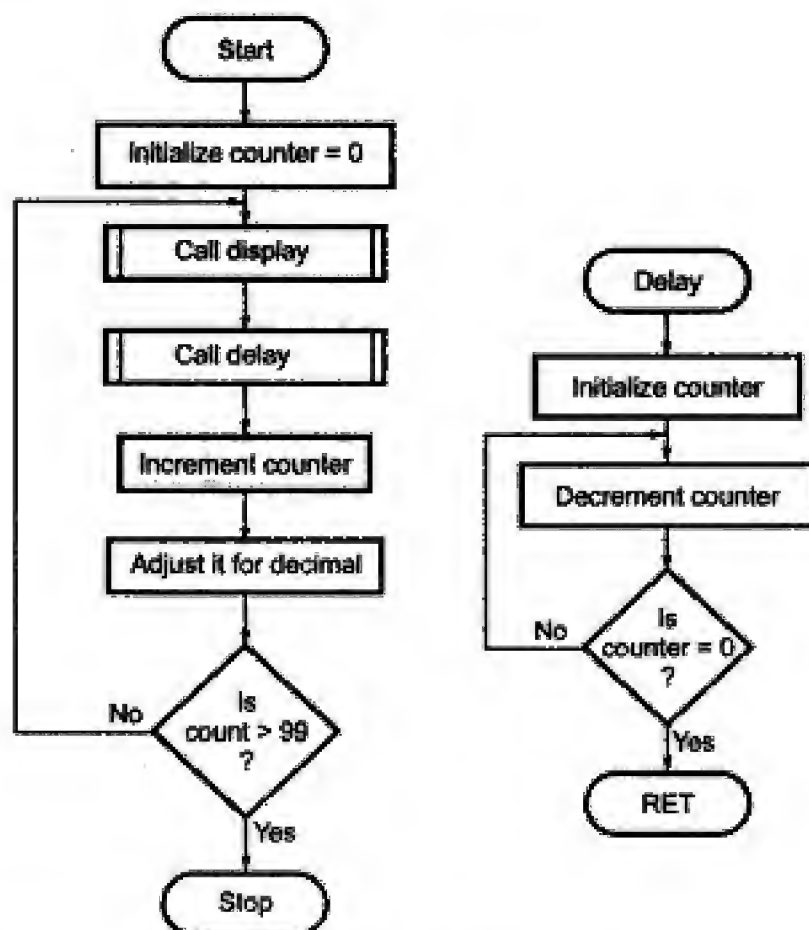 Start
Initialize counter = 0
Call display
Call delay
Increment counter
Adjust it for decimal
Is
count > 99
?
No
Yes
Stop
Delay
Initialize counter
Decrement counter
Is
counter = 0
?
No
Yes
RET